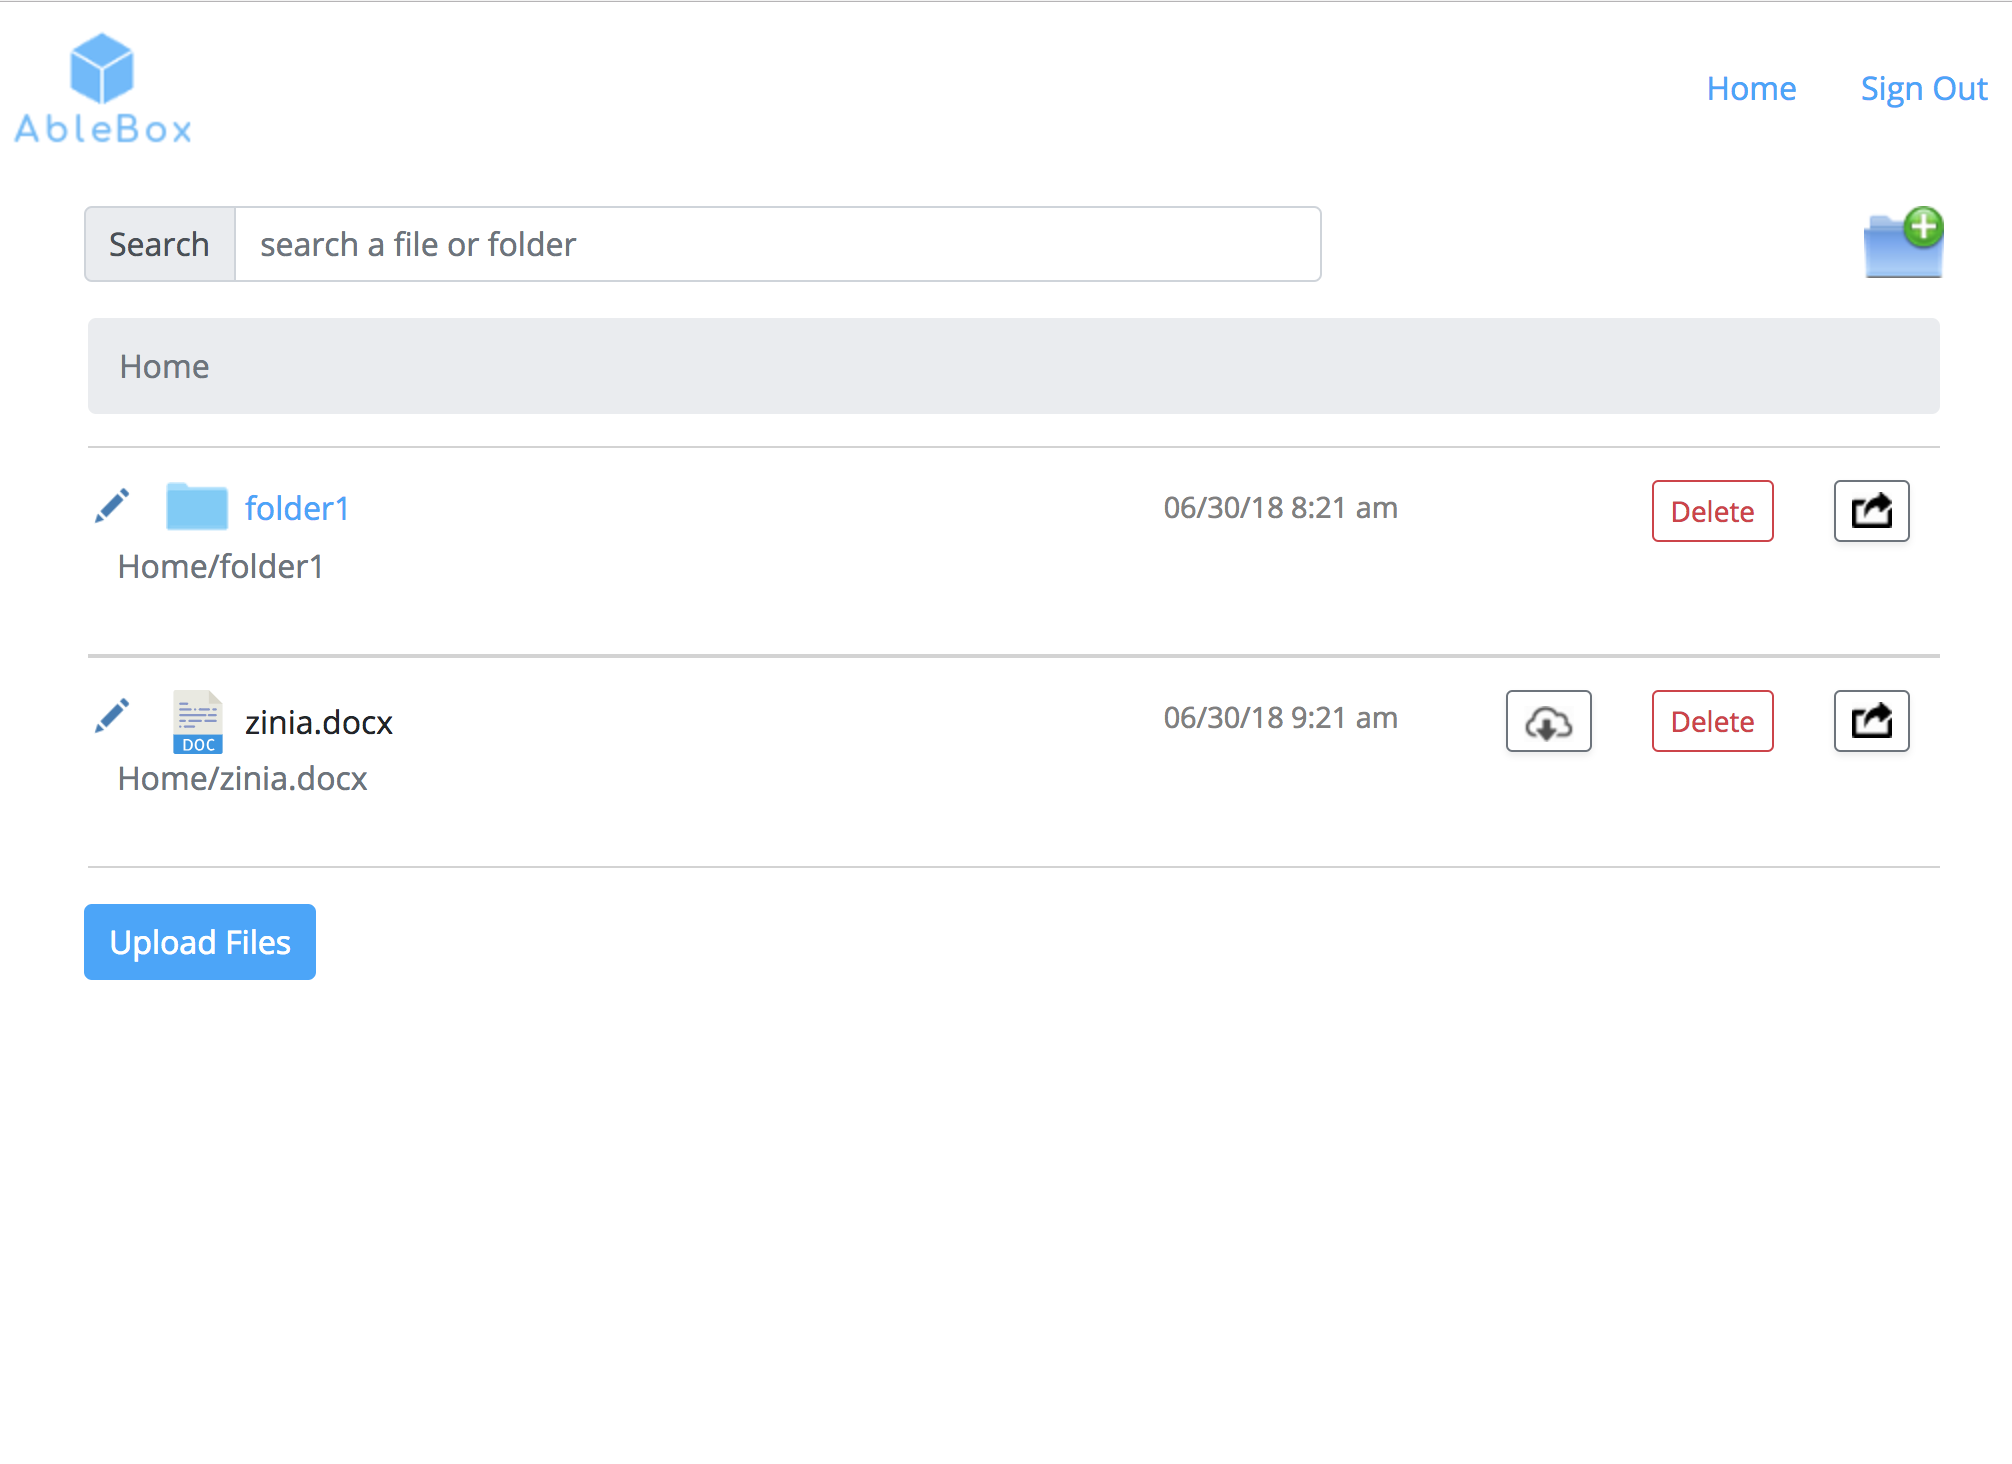 AbleBox
Home Sign Out
Search search a file or folder
Home
folder1 06/30/18 8:21 am Delete
Home/folder1
zinia.docx 06/30/18 9:21 am Delete
DOC
Home/zinia.docx
Upload Files